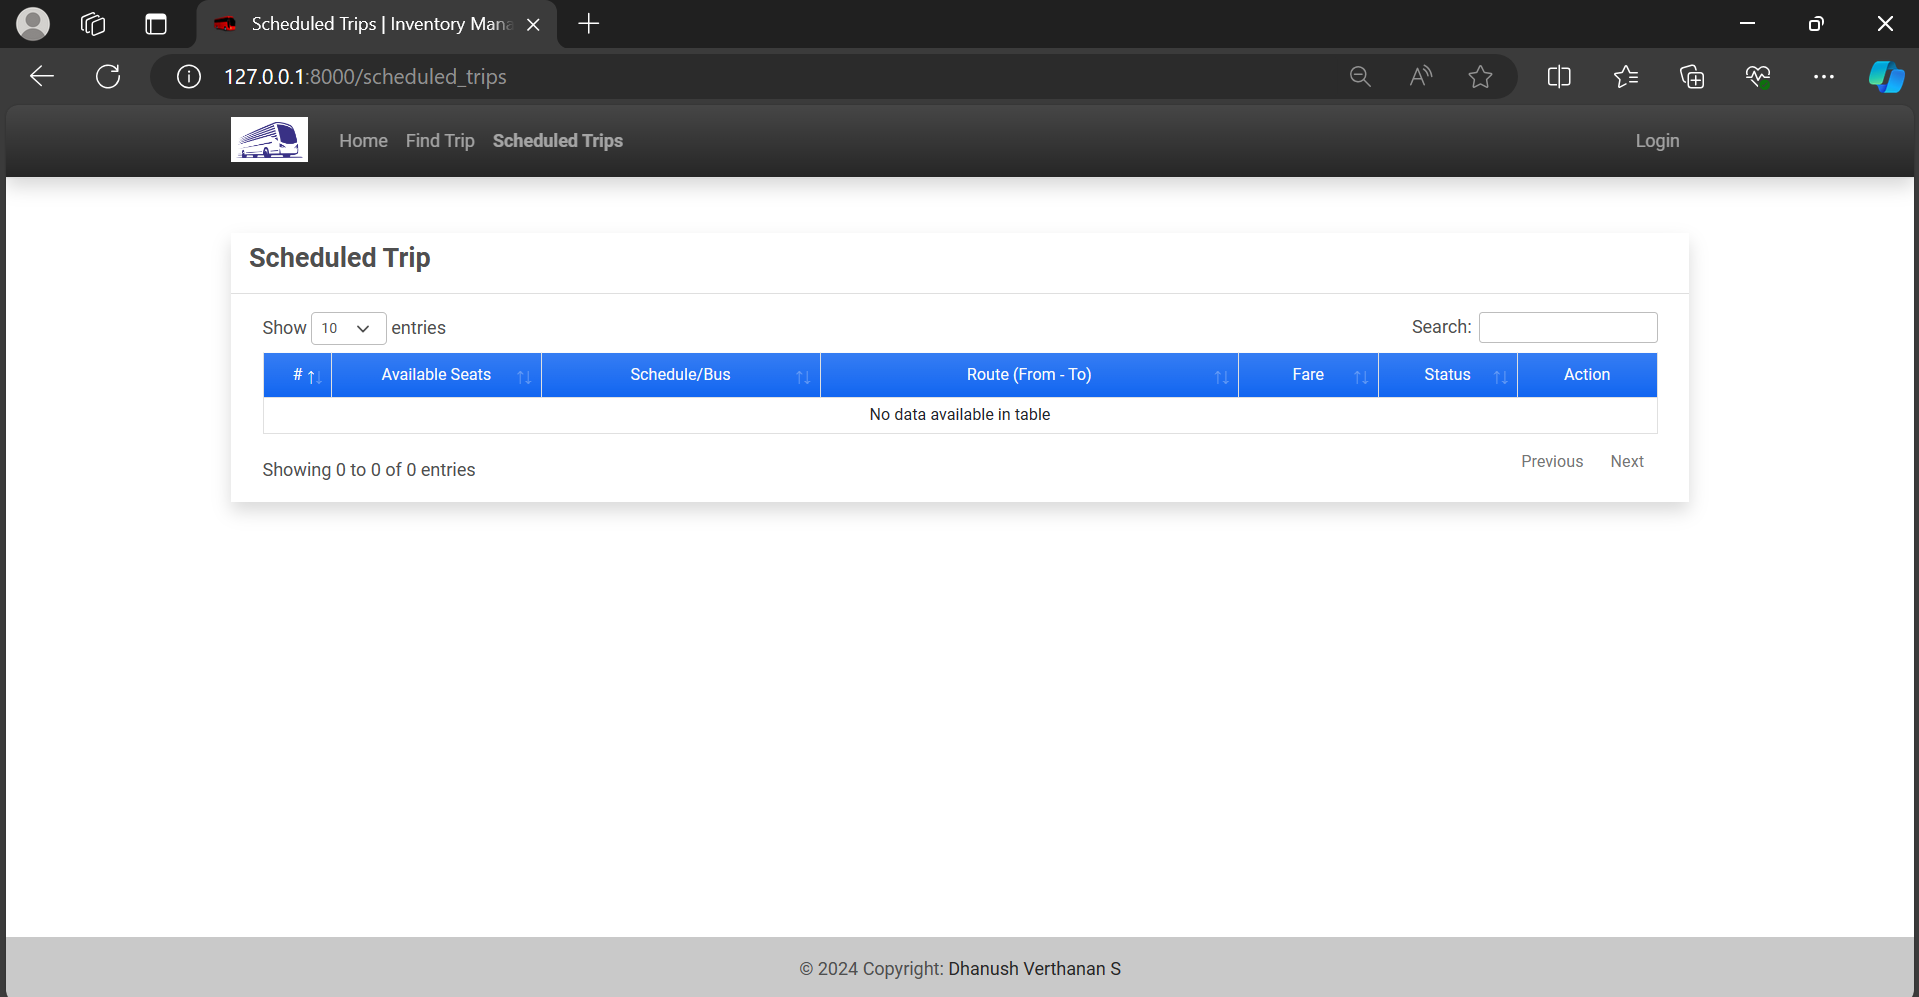 Scheduled Trips | Inventory Mana
127.0.0.1:8000/scheduled_trips
Home Find Trip Scheduled Trips Login
Scheduled Trip
Show 10 entries Search:
# Available Seats Schedule/Bus Route (From - To) Fare Status Action
No data available in table
Showing 0 to 0 of 0 entries Previous Next
© 2024 Copyright: Dhanush Verthanan S